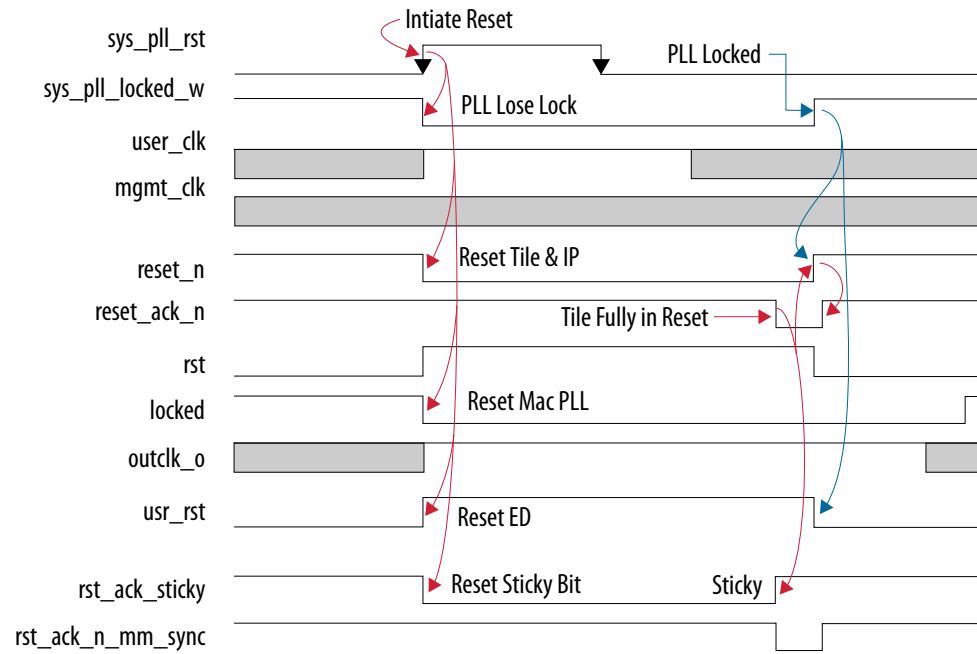 Intiate Reset
sys_pll_rst
PLL Locked
sys_pll_locked_w
PLL Lose Lock
user_clk
mgmt_clk
reset_n
Reset Tile & IP
reset_ack_n
Tile Fully in Reset
rst
locked
Reset Mac PLL
outclk_o
usr_rst
Reset ED
rst_ack_sticky
Reset Sticky Bit
Sticky
rst_ack_n_mm_sync